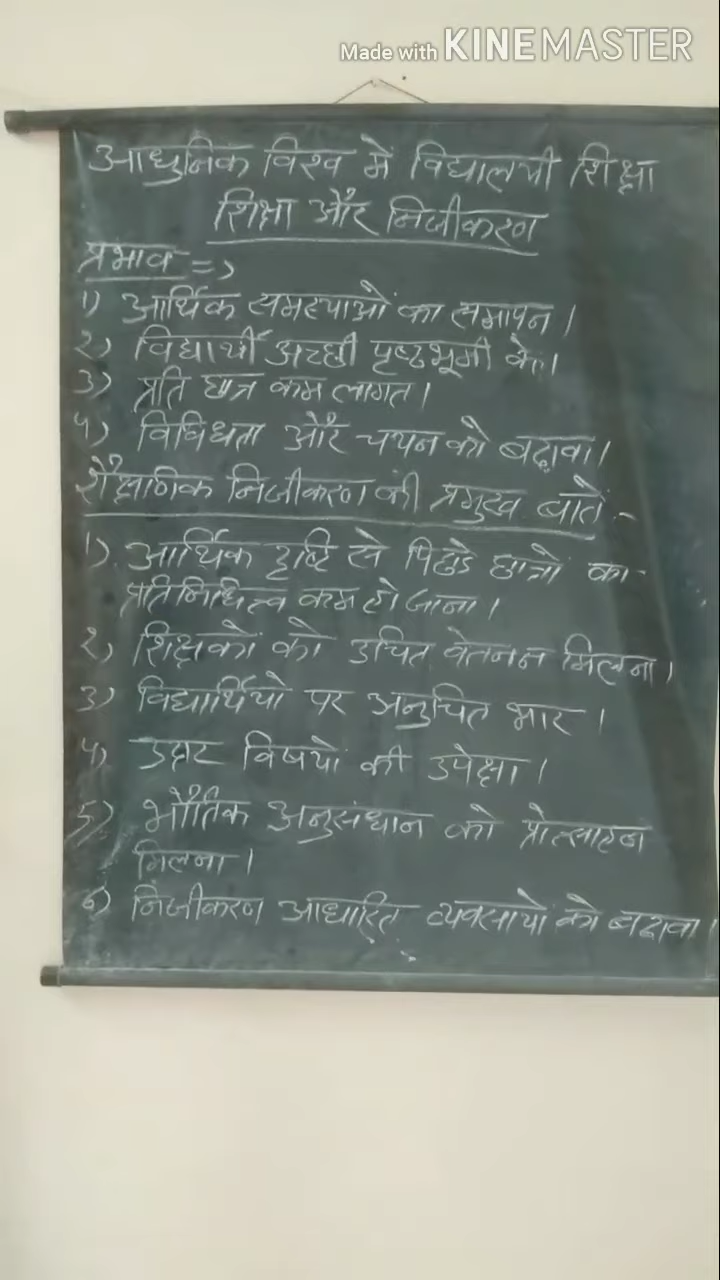 Made with KINEMASTER
आधुनिक विश्व में विद्यालयी शिक्षा
शिक्षा और निजीकरण
प्रभाव =>
1) आर्थिक समस्याओं का समापन।
2) विद्यार्थी अच्छी पृष्ठभूमी के।
3) प्रति छात्र कम लागत।
4) विविधता और चयन को बढ़ावा।
शैक्षणिक निजीकरण की प्रमुख बातें :-
1). आर्थिक दृष्टि से पिछडे छात्रो का
प्रतिनिधित्व कम हो जाना।
2) शिक्षकों को उचित वेतन न मिलना।
3) विद्यार्थियो पर अनुचित भार।
4) उदार विषयों की उपेक्षा।
5) भौतिक अनुसंधान को प्रोत्साहन
मिलना।
6) निजीकरण आधारित व्यवसायो को बढावा।